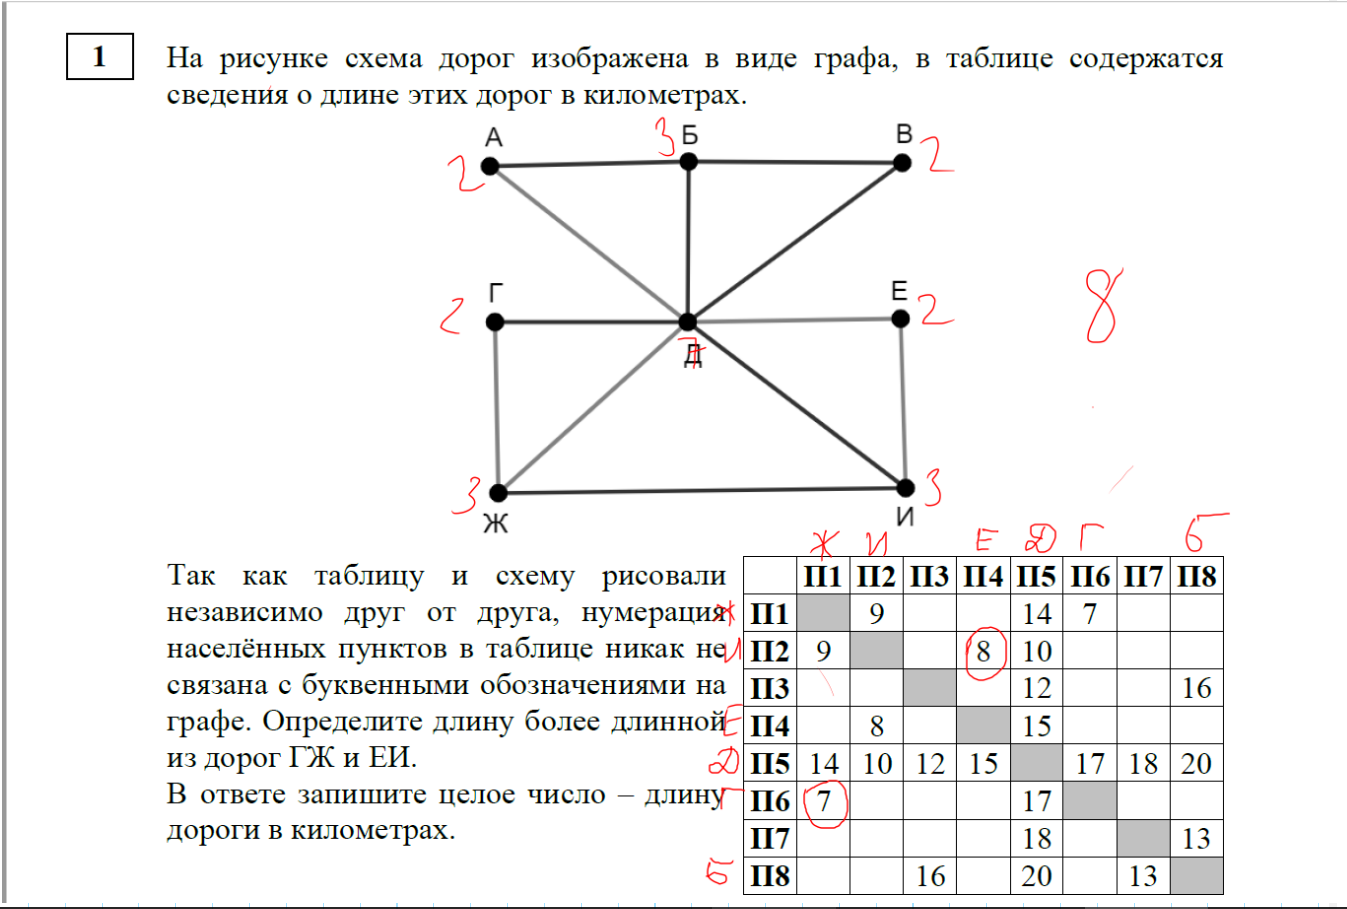 1
На рисунке схема дорог изображена в виде графа, в таблице содержатся
сведения о длине этих дорог в километрах.
А 3 Б В
2 2
Г Е
2 2
8
Д 7
3 3
Ж И
Так как таблицу и схему рисовали
независимо друг от друга, нумерация
населённых пунктов в таблице никак не
связана с буквенными обозначениями на
графе. Определите длину более длинной
из дорог ГЖ и ЕИ.
В ответе запишите целое число – длину
дороги в километрах.
Ж И Е Д Г Б
П1 П2 П3 П4 П5 П6 П7 П8
Ж П1 9 14 7
И П2 9 8 10
П3 12 16
Е П4 8 15
Д П5 14 10 12 15 17 18 20
Г П6 7 17
П7 18 13
Б П8 16 20 13